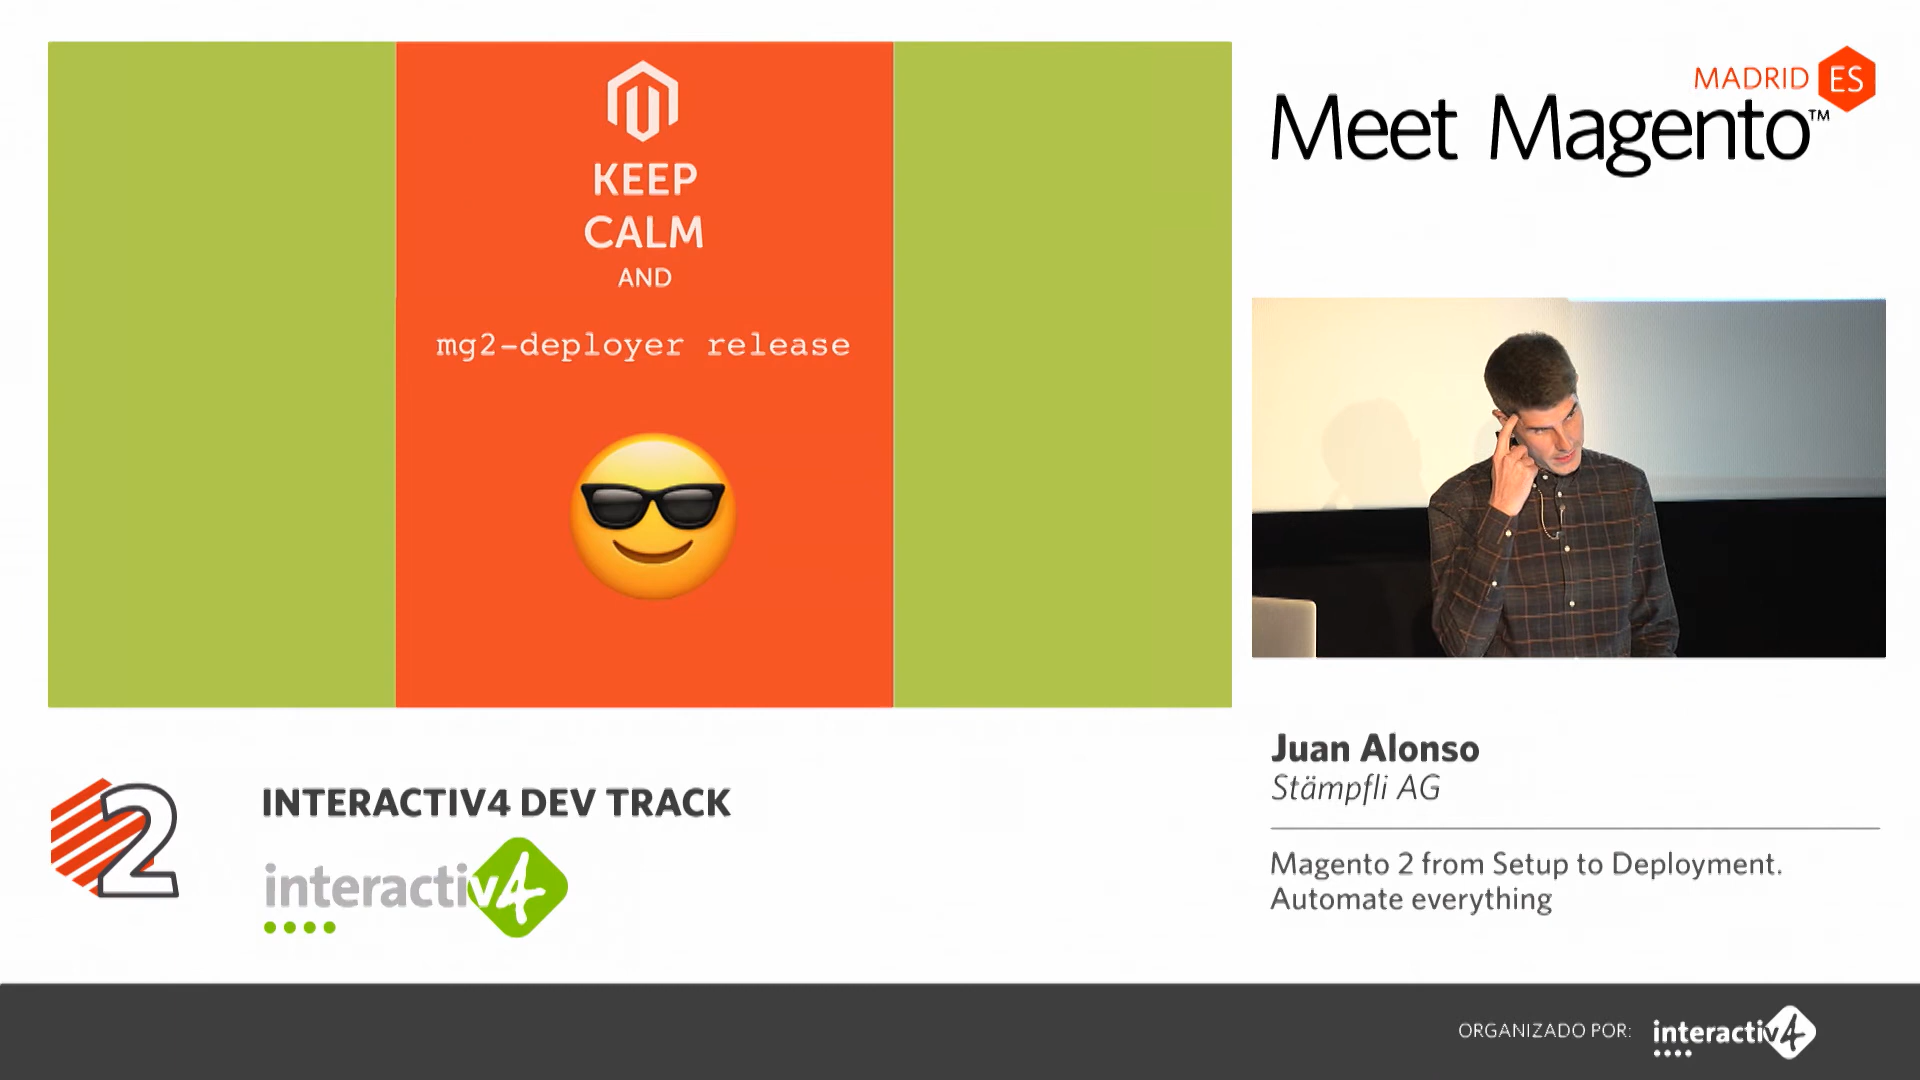 KEEP
CALM
AND
mg2-deployer release
MADRID ES
Meet Magento™
Juan Alonso
Stämpfli AG
Magento 2 from Setup to Deployment.
Automate everything
2
INTERACTIV4 DEV TRACK
interactiv4
ORGANIZADO POR: interactiv4